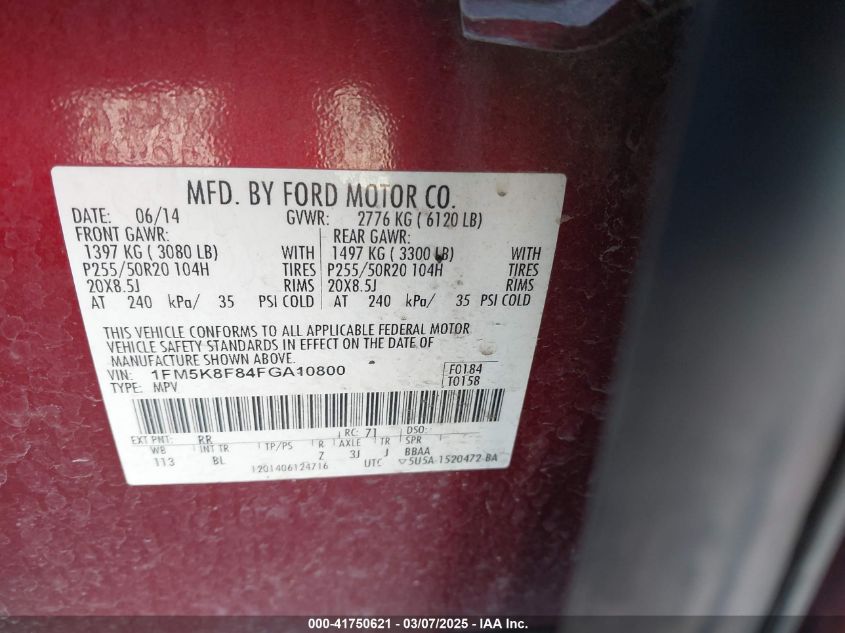 MFD. BY FORD MOTOR CO.
DATE: 06/14 GVWR: 2776 KG ( 6120 LB)
FRONT GAWR: REAR GAWR:
1397 KG ( 3080 LB) WITH 1497 KG ( 3300 LB) WITH
P255/50R20 104H TIRES P255/50R20 104H TIRES
20X8.5J RIMS 20X8.5J RIMS
AT 240 kPa/ 35 PSI COLD AT 240 kPa/ 35 PSI COLD
THIS VEHICLE CONFORMS TO ALL APPLICABLE FEDERAL MOTOR
VEHICLE SAFETY STANDARDS IN EFFECT ON THE DATE OF
MANUFACTURE SHOWN ABOVE.
VIN: 1FM5K8F84FGA10800 F0184
TYPE: MPV T0158
EXT PNT: RR RC: 71 DSO:
WB INT TR TP/PS R AXLE TR SPR
113 BL Z 3J J BBAA
1201406124716 UTC ▽5U5A-1520472-BA
000-41750621 - 03/07/2025 - IAA Inc.